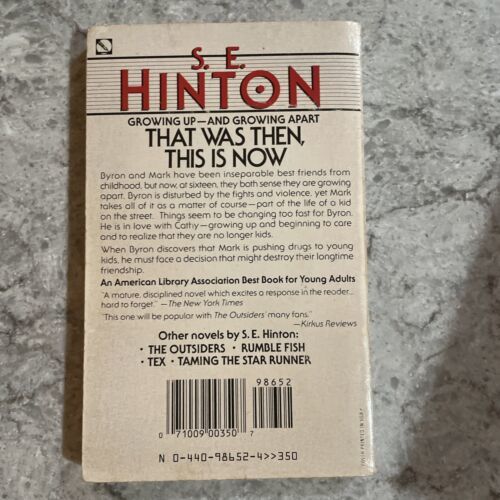 S. E.
HINTON
GROWING UP—AND GROWING APART
THAT WAS THEN,
THIS IS NOW
Byron and Mark have been inseparable best friends from
childhood, but now, at sixteen, they both sense they are growing
apart. Byron is disturbed by the fights and violence, yet Mark
takes all of it as a matter of course—part of the life of a kid
on the street. Things seem to be changing too fast for Byron.
He is in love with Cathy—growing up and beginning to care
and to realize that they are no longer kids.
When Byron discovers that Mark is pushing drugs to young
kids, he must face a decision that might destroy their longtime
friendship.
An American Library Association Best Book for Young Adults
"A mature, disciplined novel which excites a response in the reader...
hard to forget."—The New York Times
"This one will be popular with The Outsiders' many fans."
—Kirkus Reviews
Other novels by S.E. Hinton:
• THE OUTSIDERS • RUMBLE FISH
• TEX • TAMING THE STAR RUNNER
98652
0 71009 00350 7
N 0-440-98652-4>>350
PRINTED IN USA